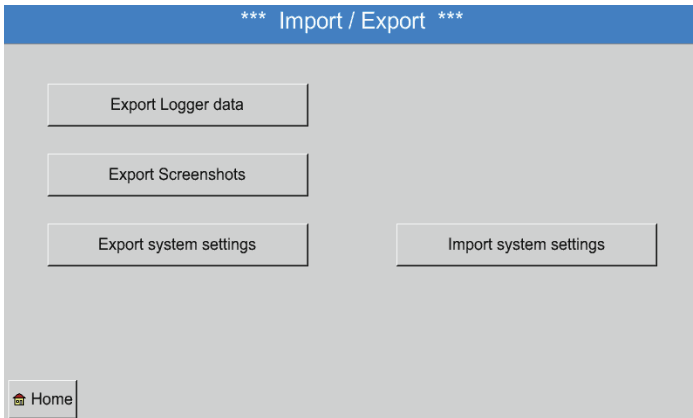 *** Import / Export ***
Export Logger data
Export Screenshots
Export system settings
Import system settings
Home